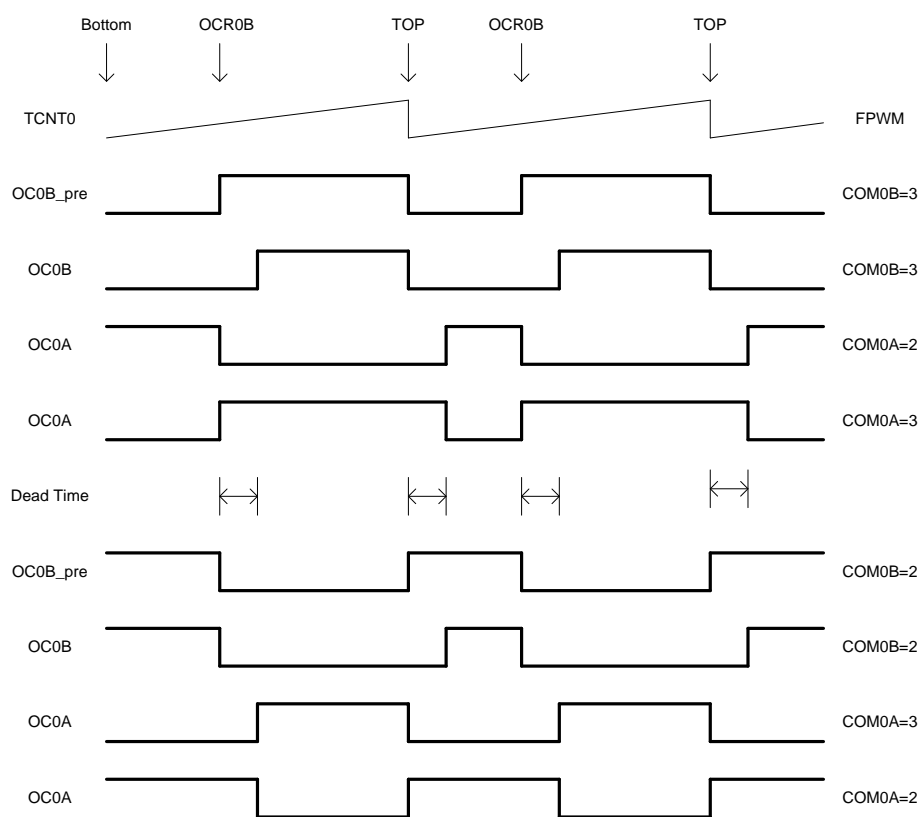 Bottom OCR0B TOP OCR0B TOP
TCNT0 FPWM
OC0B_pre COM0B=3
OC0B COM0B=3
OC0A COM0A=2
OC0A COM0A=3
Dead Time
OC0B_pre COM0B=2
OC0B COM0B=2
OC0A COM0A=3
OC0A COM0A=2